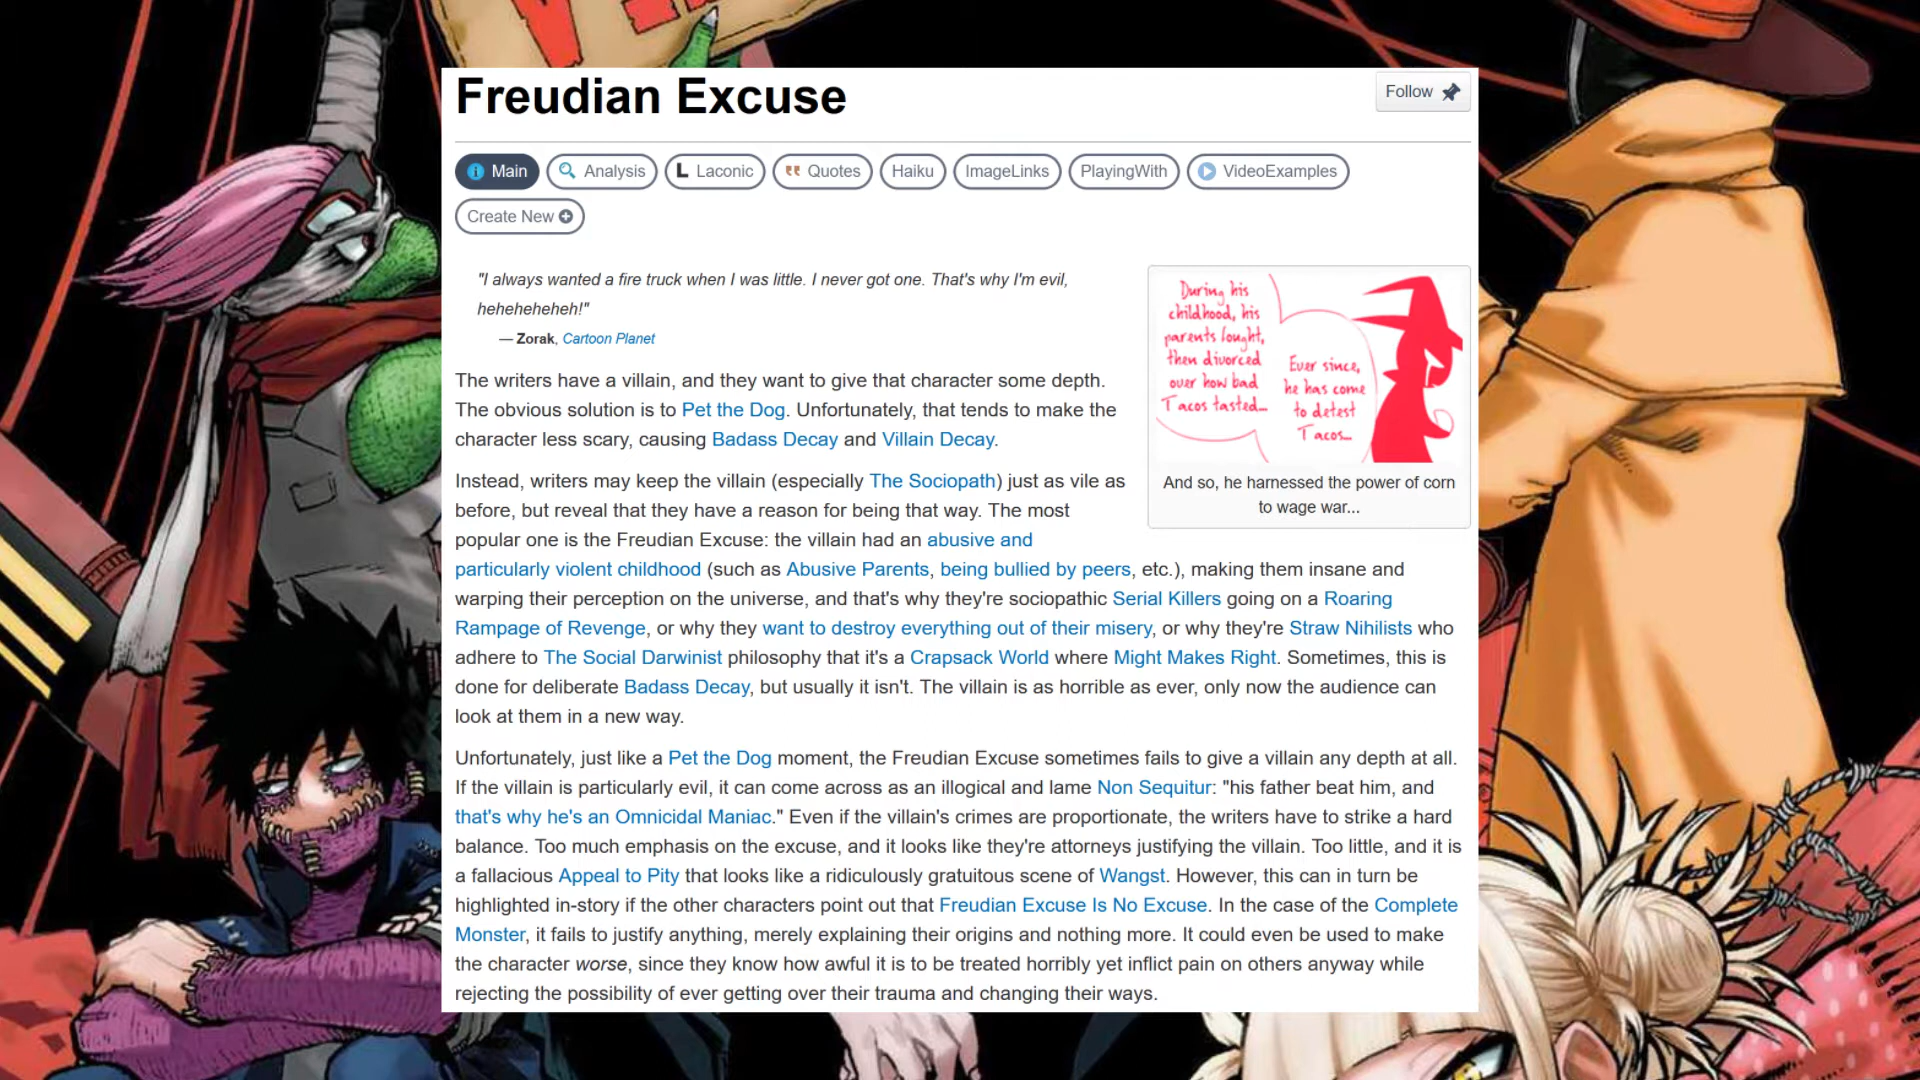 Freudian Excuse
Follow
Main
Analysis
L Laconic
Quotes
Haiku
ImageLinks
PlayingWith
VideoExamples
Create New
"I always wanted a fire truck when I was little. I never got one. That's why I'm evil,
heheheheheh!"
— Zorak, Cartoon Planet
During his
childhood, his
parents fought,
then divorced
over how bad
Tacos tasted...
Ever since,
he has come
to detest
Tacos...
And so, he harnessed the power of corn
to wage war...
The writers have a villain, and they want to give that character some depth.
The obvious solution is to Pet the Dog. Unfortunately, that tends to make the
character less scary, causing Badass Decay and Villain Decay.
Instead, writers may keep the villain (especially The Sociopath) just as vile as
before, but reveal that they have a reason for being that way. The most
popular one is the Freudian Excuse: the villain had an abusive and
particularly violent childhood (such as Abusive Parents, being bullied by peers, etc.), making them insane and
warping their perception on the universe, and that's why they're sociopathic Serial Killers going on a Roaring
Rampage of Revenge, or why they want to destroy everything out of their misery, or why they're Straw Nihilists who
adhere to The Social Darwinist philosophy that it's a Crapsack World where Might Makes Right. Sometimes, this is
done for deliberate Badass Decay, but usually it isn't. The villain is as horrible as ever, only now the audience can
look at them in a new way.
Unfortunately, just like a Pet the Dog moment, the Freudian Excuse sometimes fails to give a villain any depth at all.
If the villain is particularly evil, it can come across as an illogical and lame Non Sequitur: "his father beat him, and
that's why he's an Omnicidal Maniac." Even if the villain's crimes are proportionate, the writers have to strike a hard
balance. Too much emphasis on the excuse, and it looks like they're attorneys justifying the villain. Too little, and it is
a fallacious Appeal to Pity that looks like a ridiculously gratuitous scene of Wangst. However, this can in turn be
highlighted in-story if the other characters point out that Freudian Excuse Is No Excuse. In the case of the Complete
Monster, it fails to justify anything, merely explaining their origins and nothing more. It could even be used to make
the character worse, since they know how awful it is to be treated horribly yet inflict pain on others anyway while
rejecting the possibility of ever getting over their trauma and changing their ways.